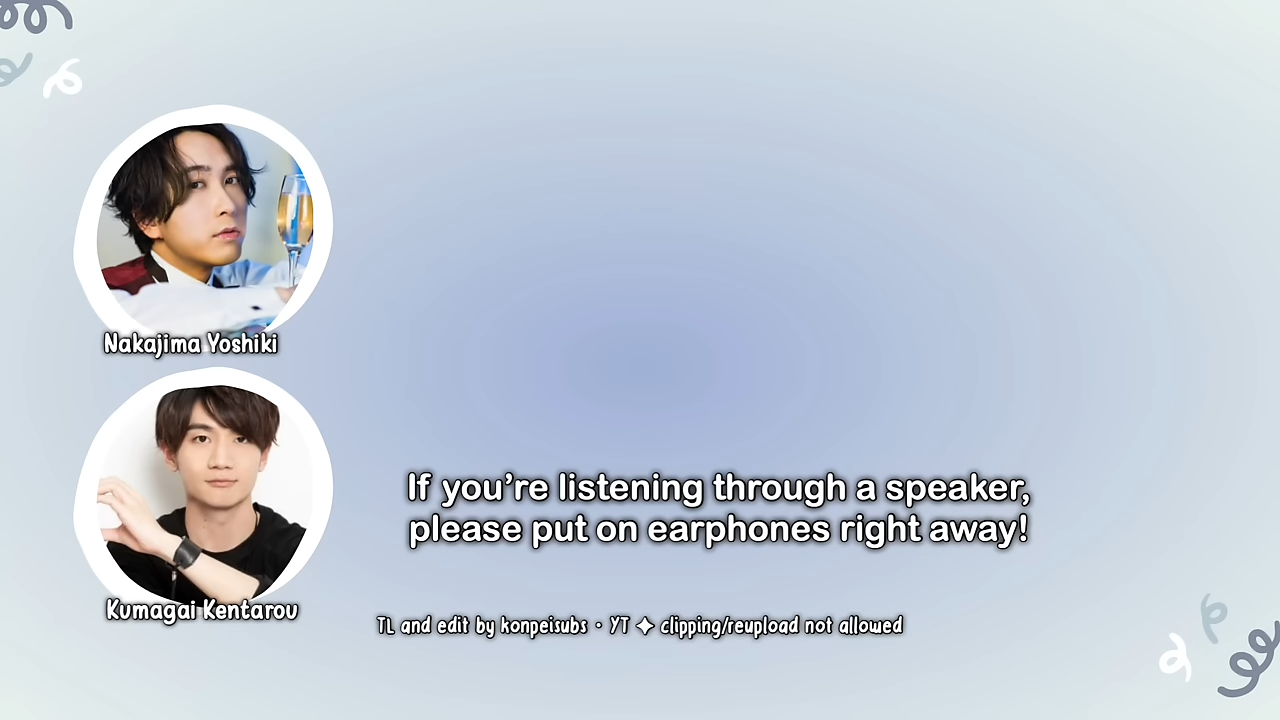 Nakajima Yoshiki
Kumagai Kentarou
If you’re listening through a speaker,
please put on earphones right away!
TL and edit by konpeisubs • YT ✦ clipping/reupload not allowed